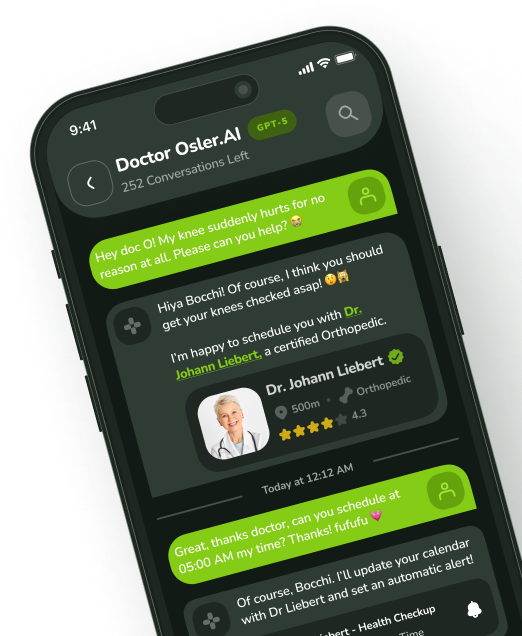 9:41
Doctor Osler.AI GPT-5
252 Conversations Left
Hey doc O! My knee suddenly hurts for no
reason at all. Please can you help? 😭
Hiya Bocchi! Of course, I think you should
get your knees checked asap! 🤕🙀
I'm happy to schedule you with Dr.
Johann Liebert, a certified Orthopedic.
Dr. Johann Liebert
500m • Orthopedic
4.3
Today at 12:12 AM
Great, thanks doctor, can you schedule at
05:00 AM my time? Thanks! fufufu 💗
Of course, Bocchi. I'll update your calendar
with Dr Liebert and set an automatic alert!
- Health Checkup
Time